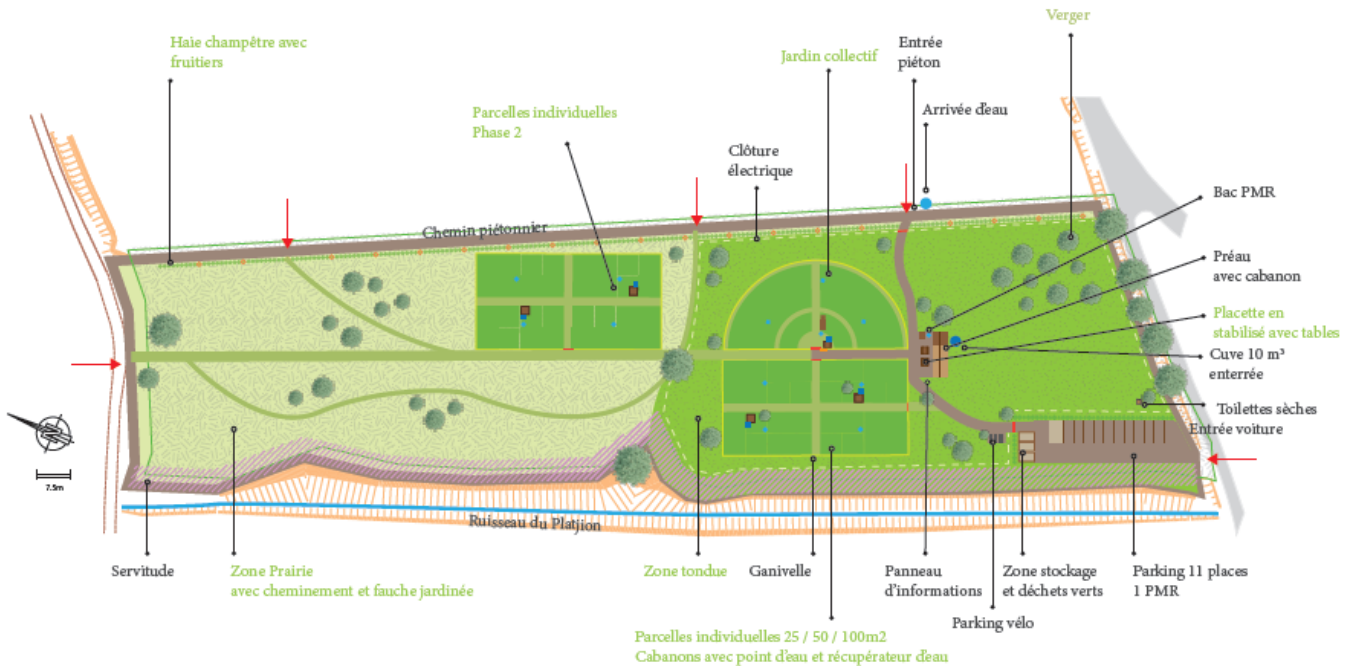 Verger
Haie champêtre avec
fruitiers
Entrée
piéton
Jardin collectif
Arrivée d'eau
Parcelles individuelles
Phase 2
Clôture
électrique
Bac PMR
Chemin piétonnier
Préau
avec cabanon
Placette en
stabilisé avec tables
Cuve 10 m³
enterrée
Toilettes sèches
Entrée voiture
7.5m
Ruisseau du Platjion
Servitude
Zone Prairie
avec cheminement et fauche jardinée
Zone tondue
Ganivelle
Panneau
d'informations
Zone stockage
et déchets verts
Parking 11 places
1 PMR
Parking vélo
Parcelles individuelles 25 / 50 / 100m2
Cabanons avec point d'eau et récupérateur d'eau